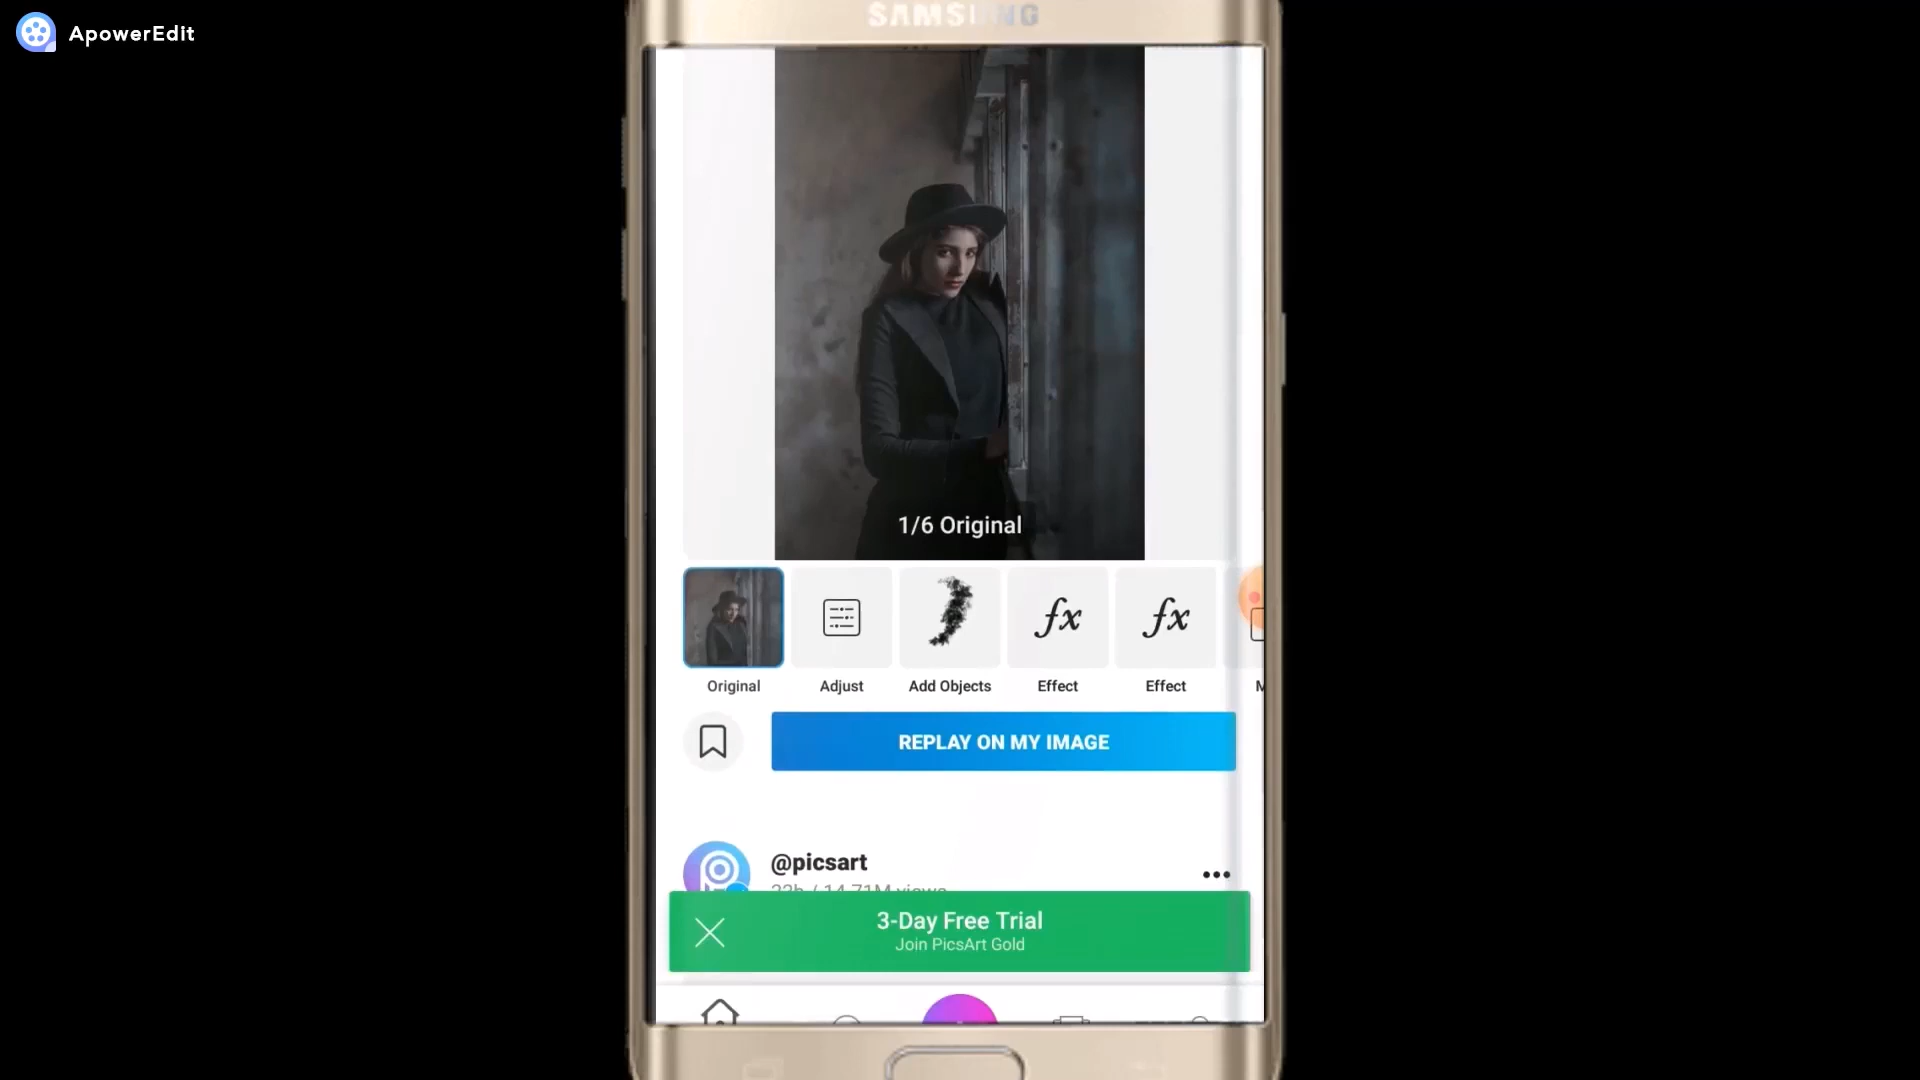 ApowerEdit
SAMSUNG
1/6 Original
Original
Adjust
Add Objects
Effect
Effect
REPLAY ON MY IMAGE
@picsart
3-Day Free Trial
Join PicsArt Gold